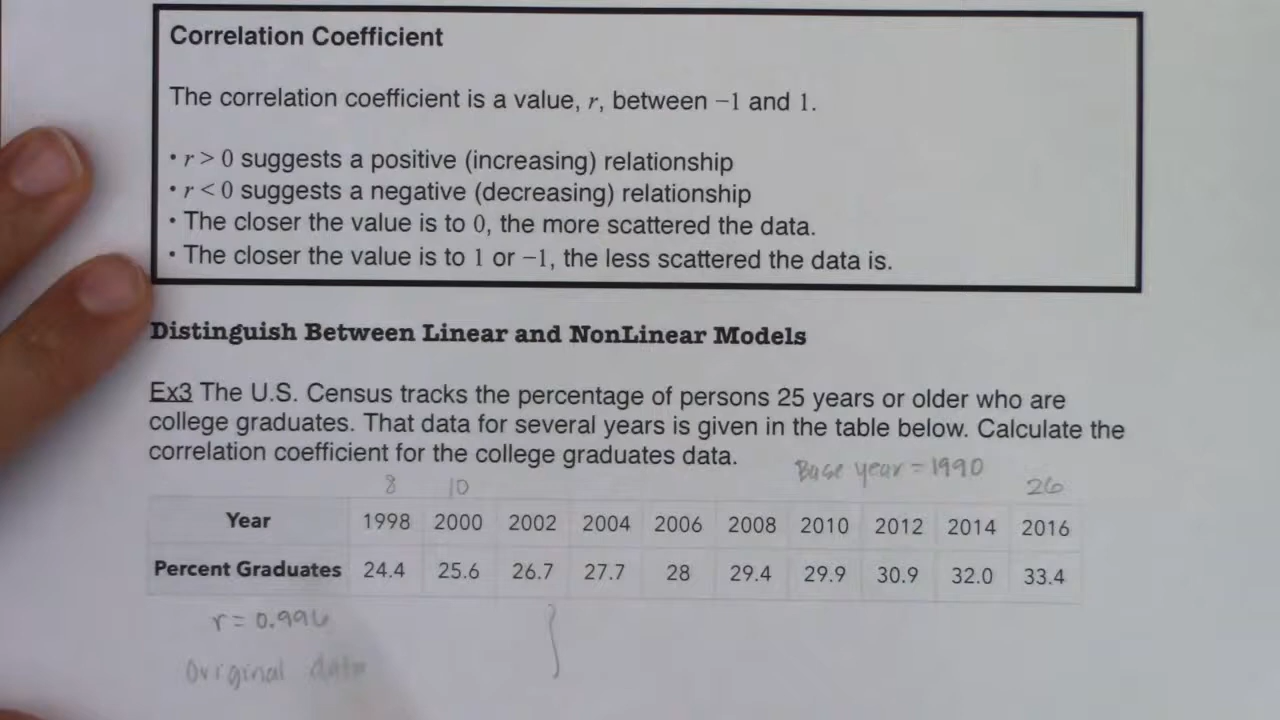 Correlation Coefficient
The correlation coefficient is a value, r, between −1 and 1.
• r > 0 suggests a positive (increasing) relationship
• r < 0 suggests a negative (decreasing) relationship
• The closer the value is to 0, the more scattered the data.
• The closer the value is to 1 or −1, the less scattered the data is.
Distinguish Between Linear and NonLinear Models
Ex3 The U.S. Census tracks the percentage of persons 25 years or older who are
college graduates. That data for several years is given in the table below. Calculate the
correlation coefficient for the college graduates data.
Base year = 1990
8 10 26
Year 1998 2000 2002 2004 2006 2008 2010 2012 2014 2016
Percent Graduates 24.4 25.6 26.7 27.7 28 29.4 29.9 30.9 32.0 33.4
r = 0.996
Original data